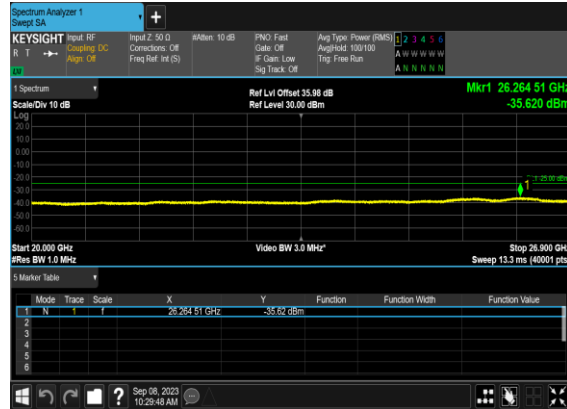 Spectrum Analyzer 1
Swept SA
+
KEYSIGHT Input: RF Input Z: 50 Ω #Atten: 10 dB PNO: Fast Avg Type: Power (RMS) 1 2 3 4 5 6
R T Coupling: DC Corrections: Off Gate: Off Avg|Hold: 100/100 A W W W W W
Align: Off Freq Ref: Int (S) IF Gain: Low Trig: Free Run
Sig Track: Off A N N N N N
1 Spectrum Ref Lvl Offset 35.98 dB Mkr1 26.264 51 GHz
Scale/Div 10 dB Ref Level 30.00 dBm -35.620 dBm
Log
20.0
10.0
0.00
-10.0
-20.0
-30.0
-40.0
-50.0
-60.0
1
Start 20.000 GHz Video BW 3.0 MHz* Stop 26.900 GHz
#Res BW 1.0 MHz Sweep 13.3 ms (40001 pts)
5 Marker Table
Mode Trace Scale X Y Function Function Width Function Value
1 N 1 f 26.264 51 GHz -35.62 dBm
2
3
4
5
6
? Sep 08, 2023
10:29:48 AM